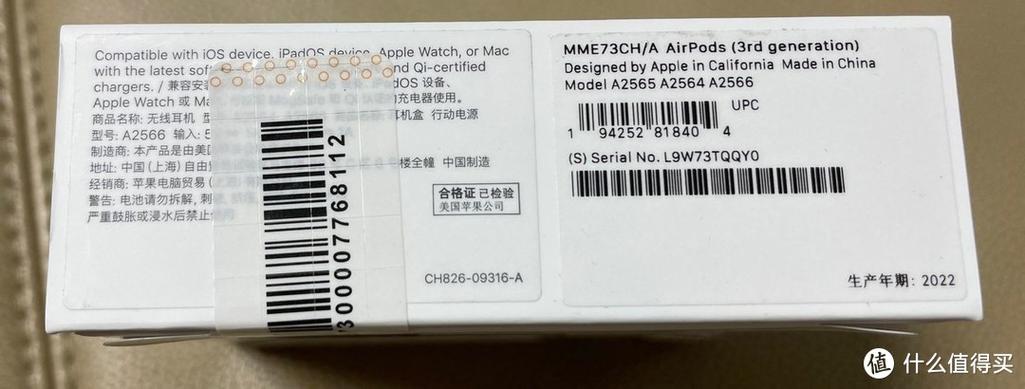 Compatible with iOS device, iPadOS device, Apple Watch, or Mac
with the latest and Qi-certified
chargers. / 兼容 设备、
Apple Watch 或 充电器使用。
商品名称: 无线耳机 耳机盒 行动电源
型号: A2566 输入:
制造商: 本产品是由美
地址: 中国 (上海) 自由 楼全幢 中国制造
经销商: 苹果电脑贸易
警告: 电池请勿拆解,
严重鼓胀或浸水后禁止
合格证 已检验
美国苹果公司
CH826-09316-A
30000077681 12
MME73CH/A AirPods (3rd generation)
Designed by Apple in California Made in China
Model A2565 A2564 A2566
UPC
1 94252 81840 4
(S) Serial No. L9W73TQQY0
生产年期: 2022
值 什么值得买